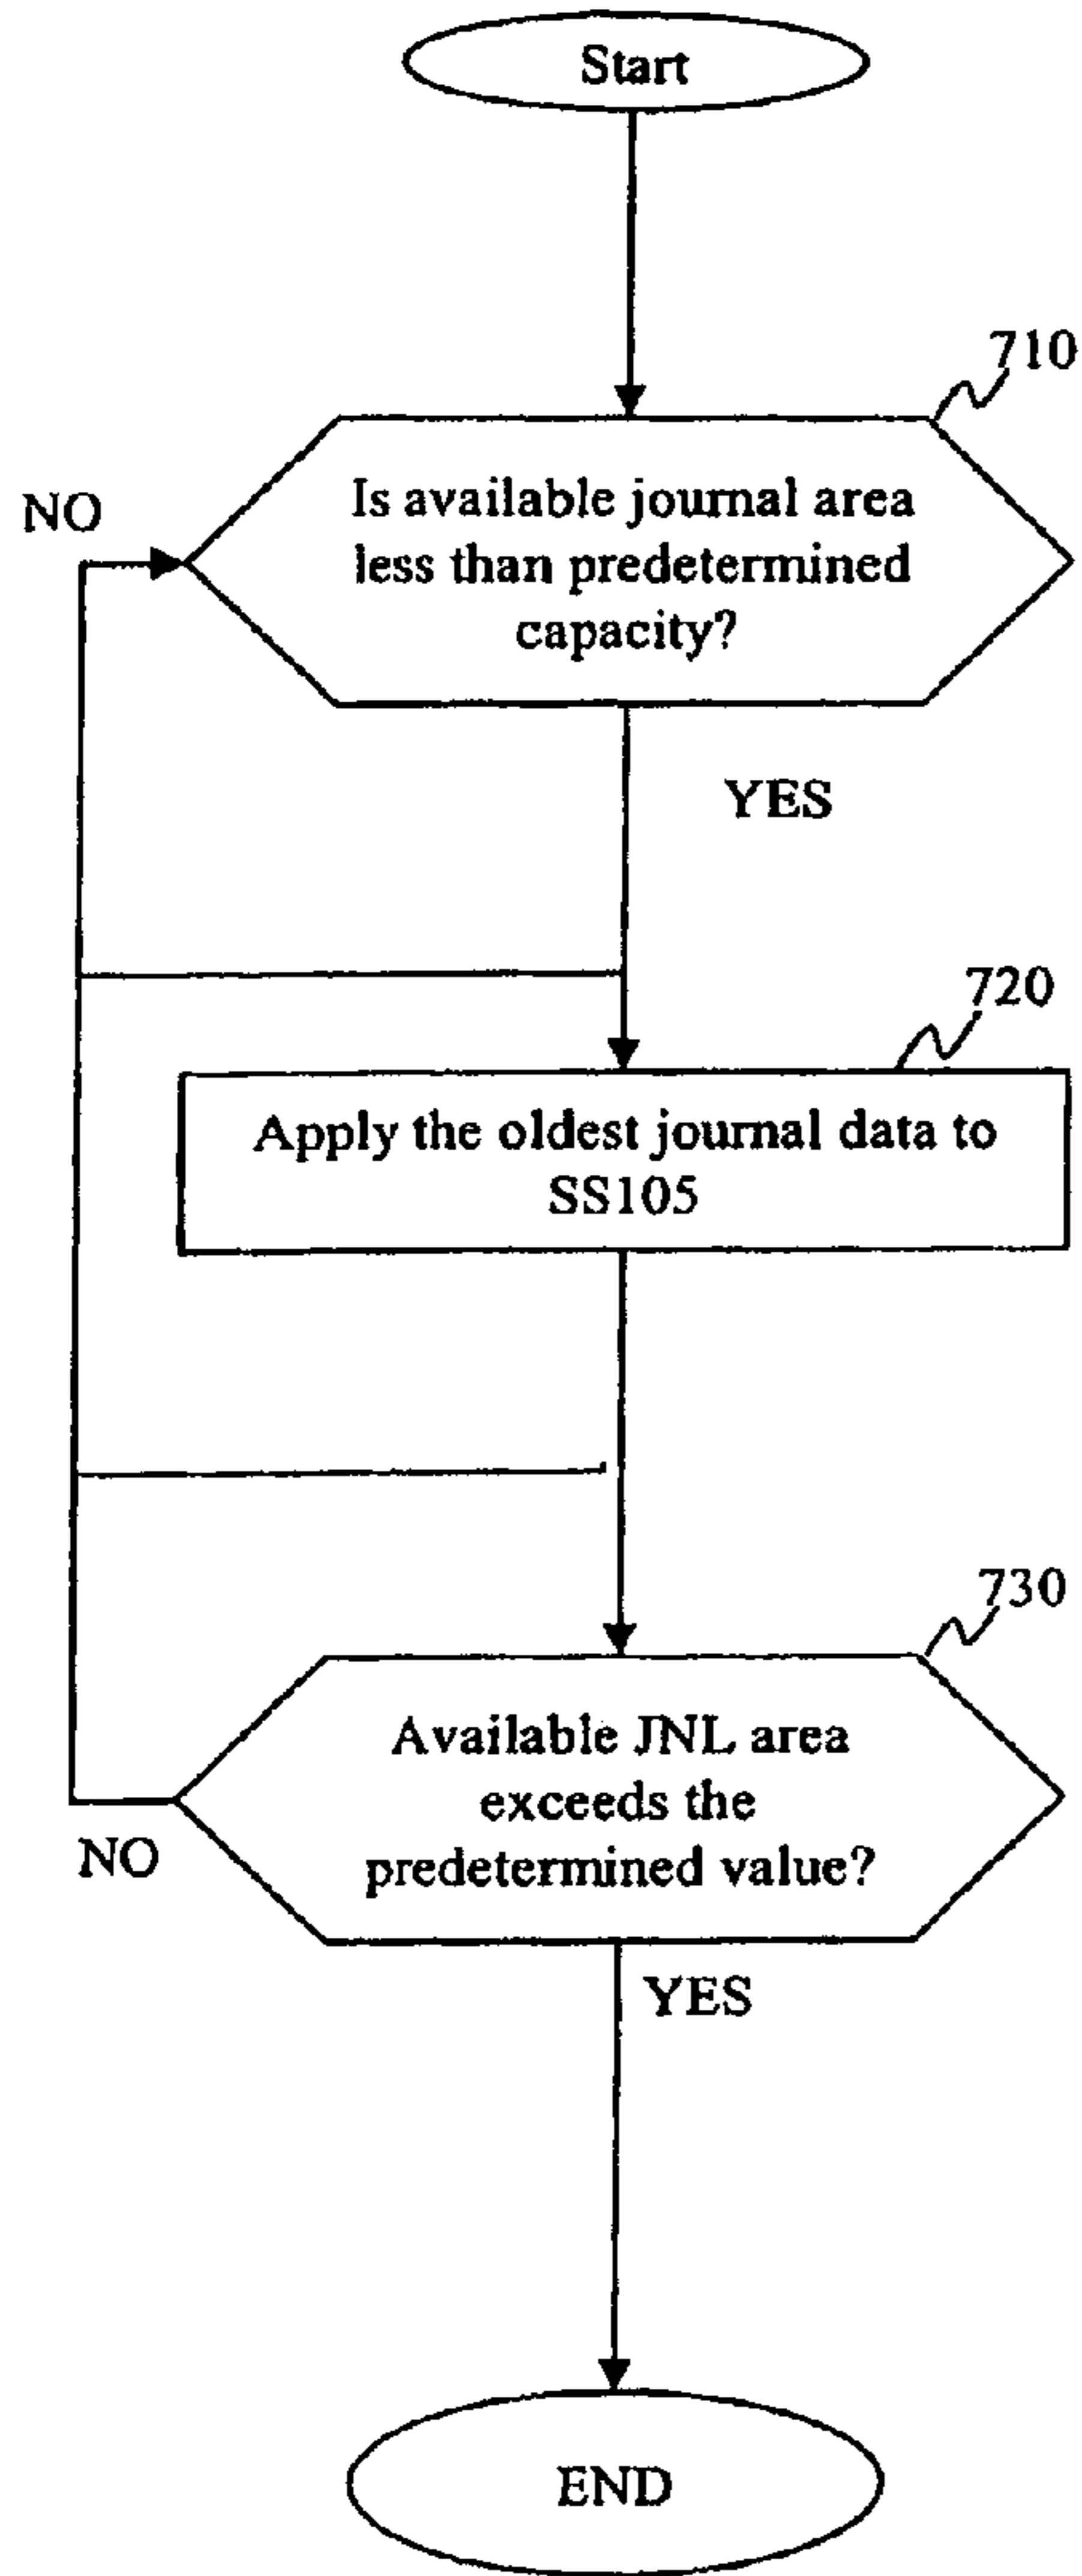 Start
710
NO
Is available journal area
less than predetermined
capacity?
YES
720
Apply the oldest journal data to
SS105
730
Available JNL area
exceeds the
predetermined value?
NO
YES
END